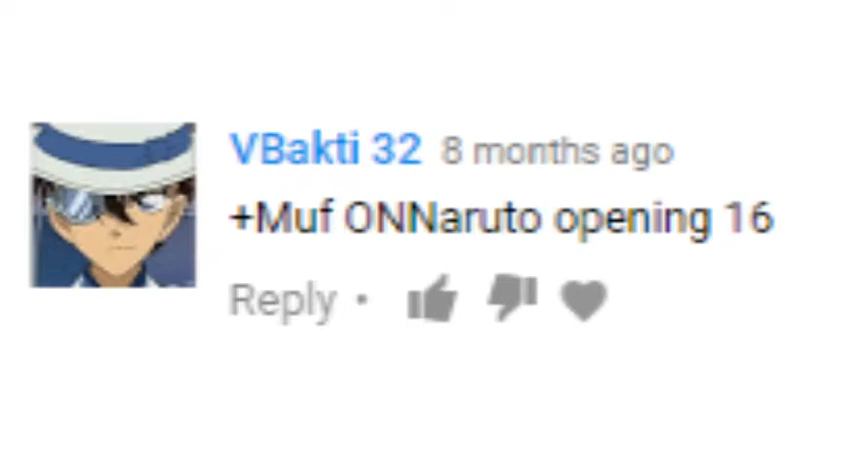 VBakti 32 8 months ago
+Muf ONNaruto opening 16
Reply •